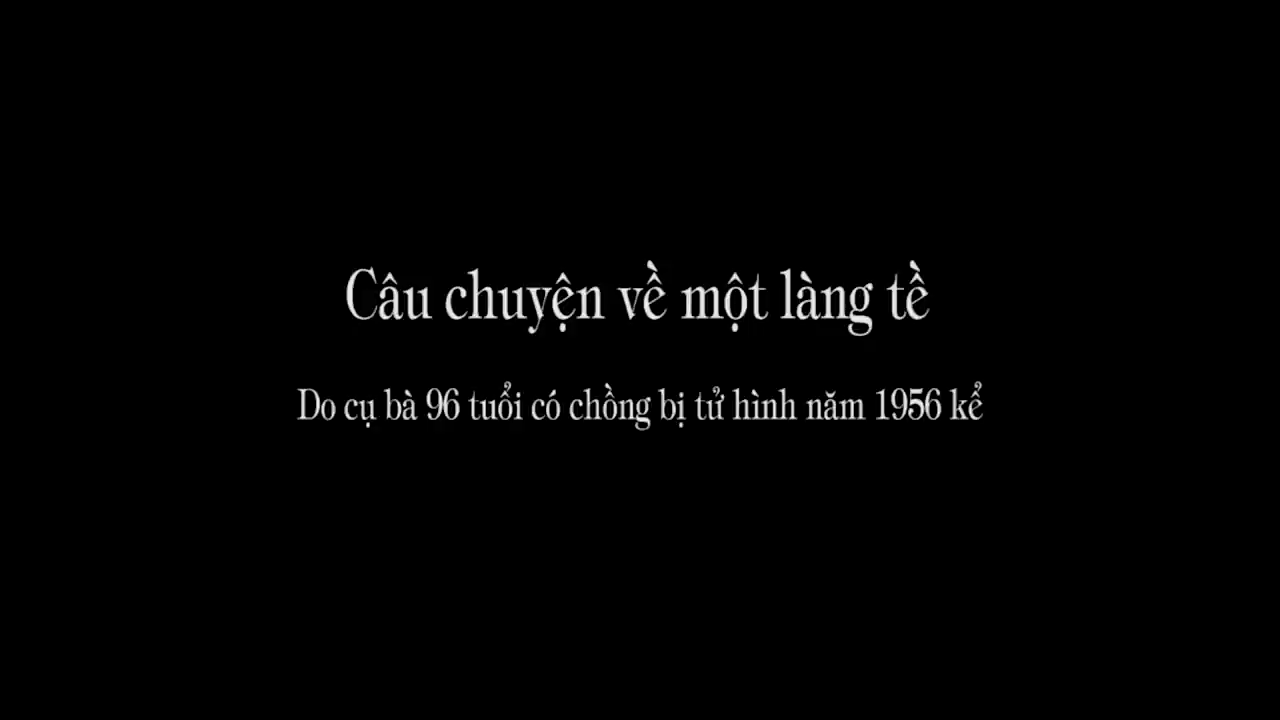 Câu chuyện về một làng tề
Do cụ bà 96 tuổi có chồng bị tử hình năm 1956 kể